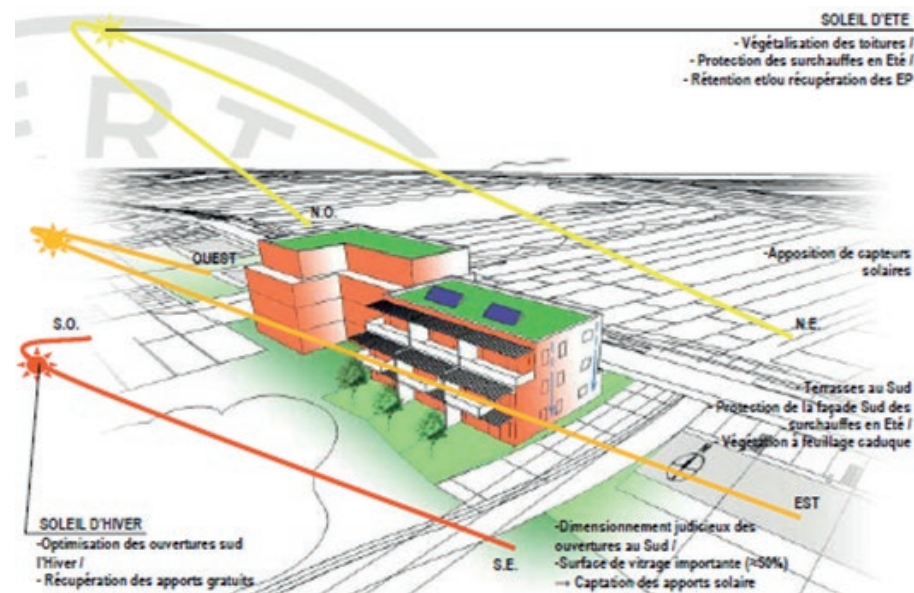 SOLEIL D'ETE
- Végétalisation des toitures /
- Protection des surchauffes en Eté /
- Rétention et/ou récupération des EP
ERT
N.O.
OUEST
-Apposition de capteurs
solaires
S.O.
N.E.
- Terrasses au Sud
- Protection de la façade Sud des
surchauffes en Eté /
- Végétation à feuillage caduque
EST
SOLEIL D'HIVER
-Optimisation des ouvertures sud
l'Hiver /
- Récupération des apports gratuits
S.E.
-Dimensionnement judicieux des
ouvertures au Sud /
-Surface de vitrage importante (≈50%)
→ Captation des apports solaire